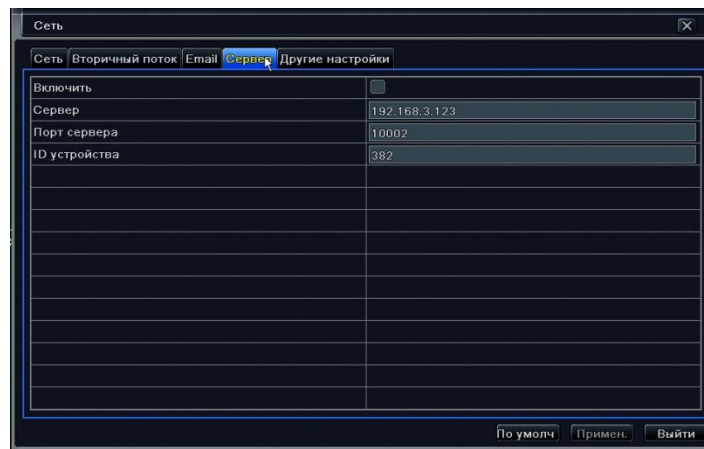 Сеть
Сеть Вторичный поток Email Сервер Другие настройки
Включить
Сервер 192.168.3.123
Порт сервера 10002
ID устройства 382
По умолч Примен. Выйти